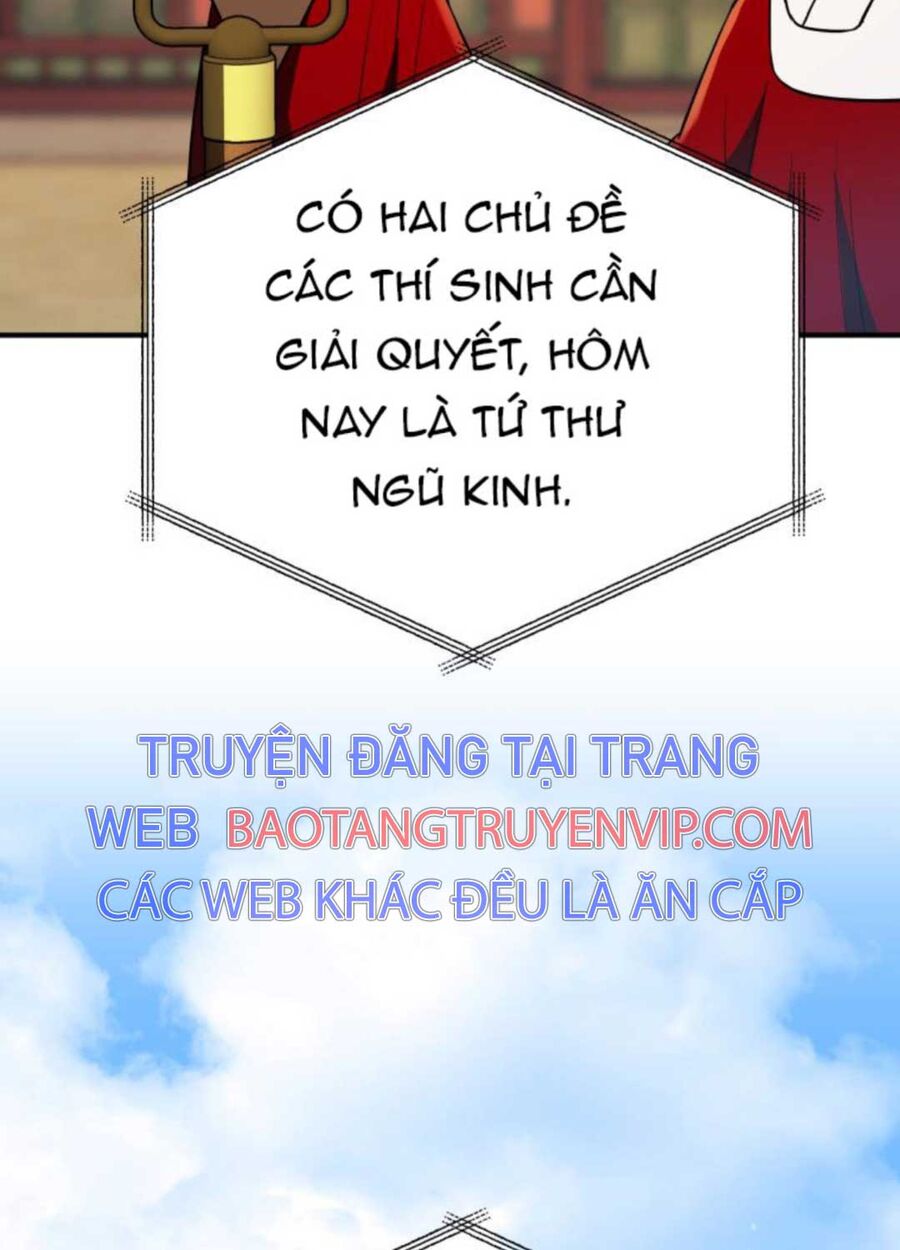 CÓ HAI CHỦ ĐỀ
CÁC THÍ SINH CẦN
GIẢI QUYẾT, HÔM
NAY LÀ TỨ THƯ
NGŨ KINH.
TRUYỆN ĐĂNG TẠI TRANG
WEB BAOTANGTRUYENVIP.COM
CÁC WEB KHÁC ĐỀU LÀ ĂN CẮP